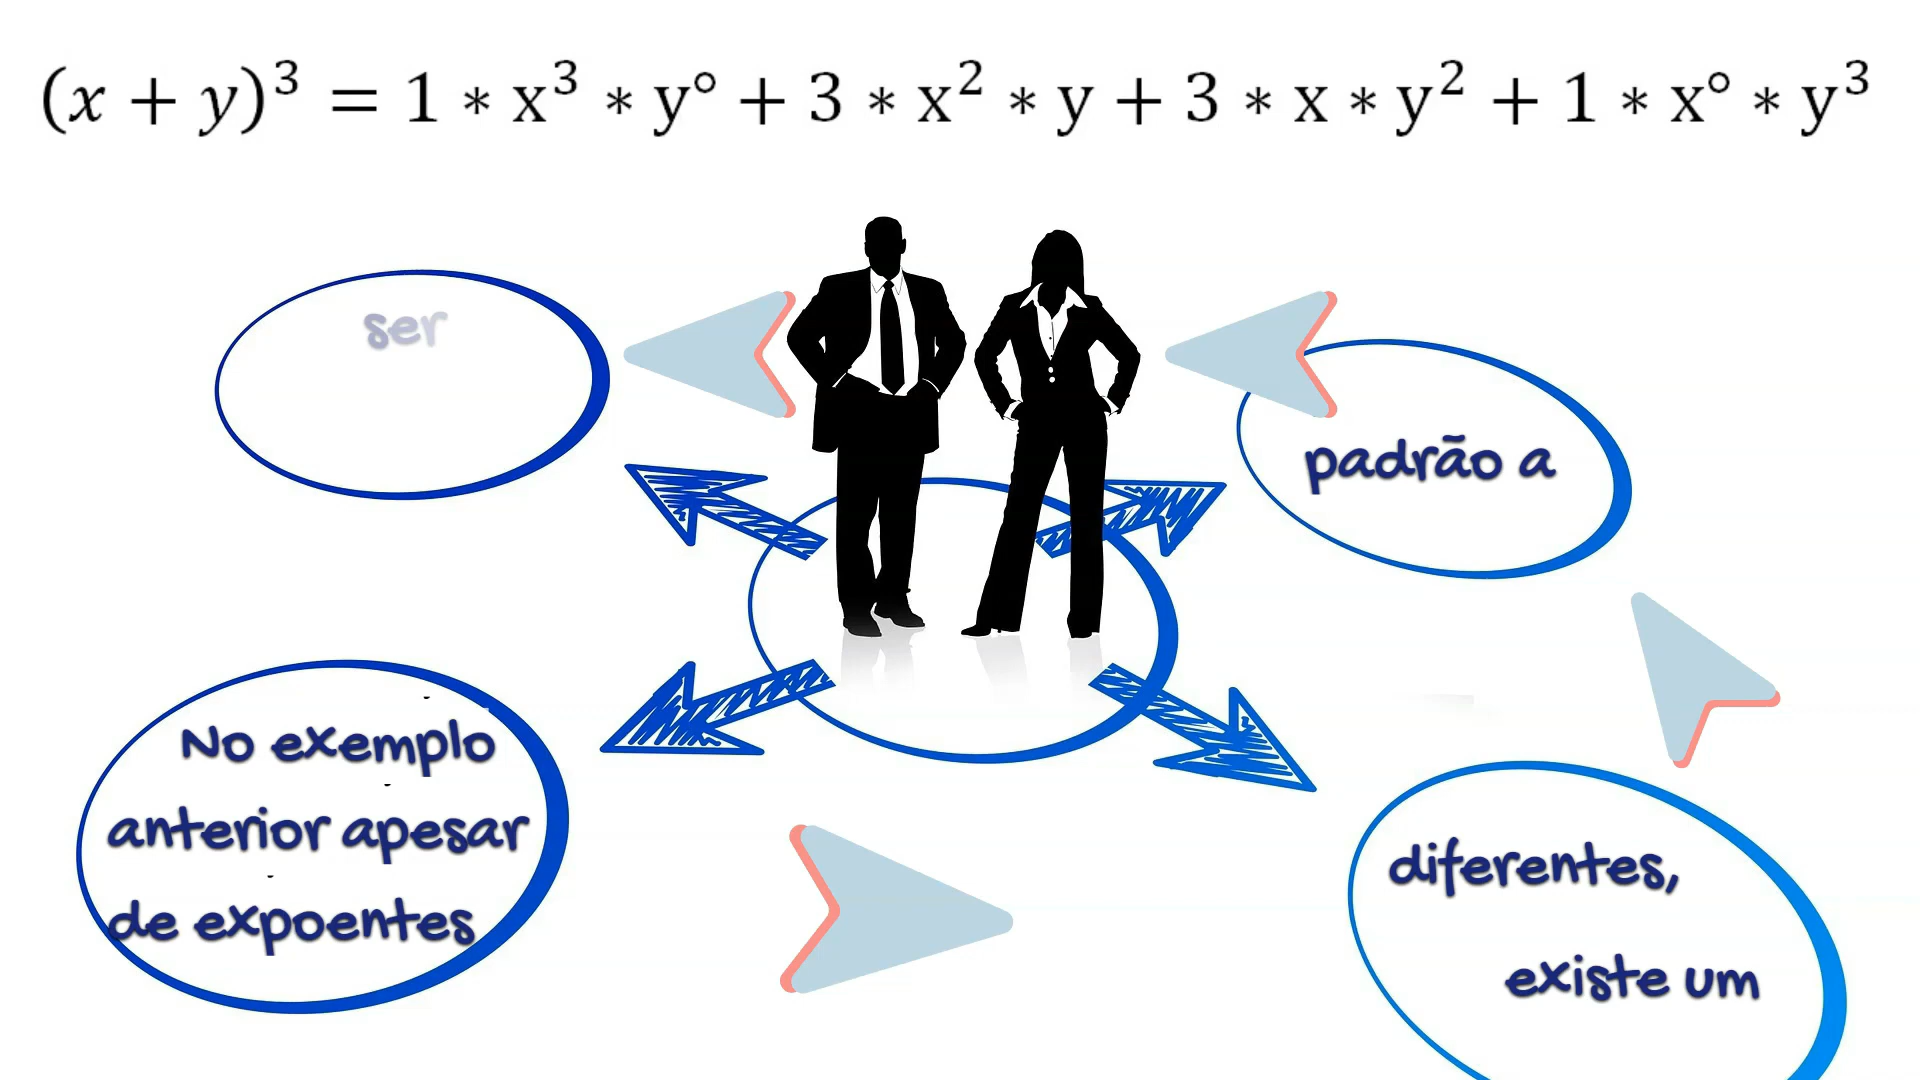 (x + y)³ = 1 * x³ * y° + 3 * x² * y + 3 * x * y² + 1 * x° * y³
No exemplo
anterior apesar
de expoentes
diferentes,
existe um
padrão a
ser